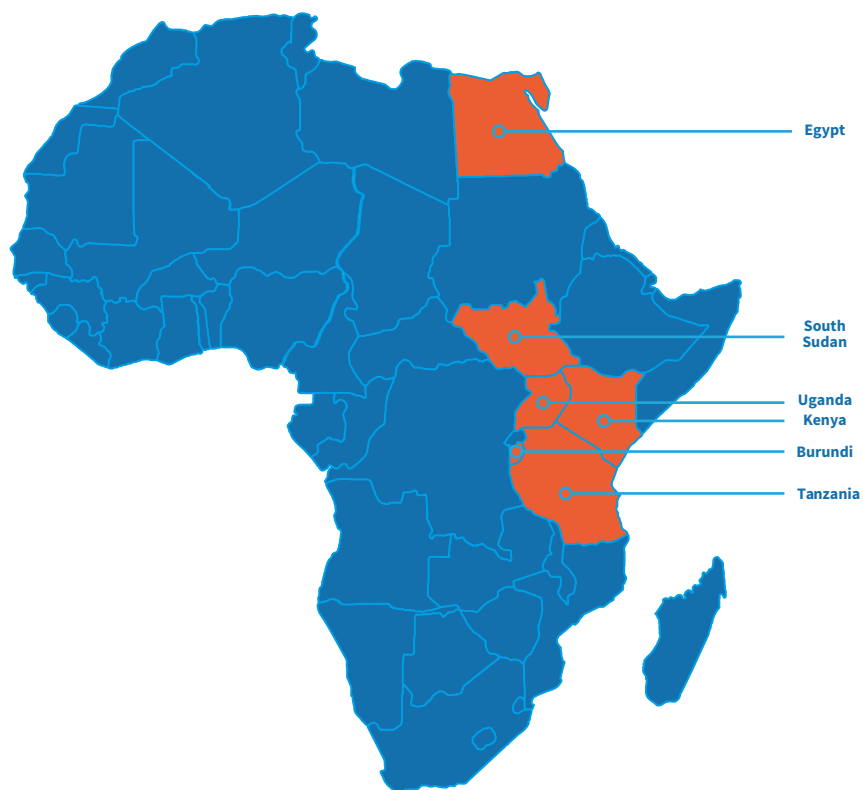 Egypt
South
Sudan
Uganda
Kenya
Burundi
Tanzania